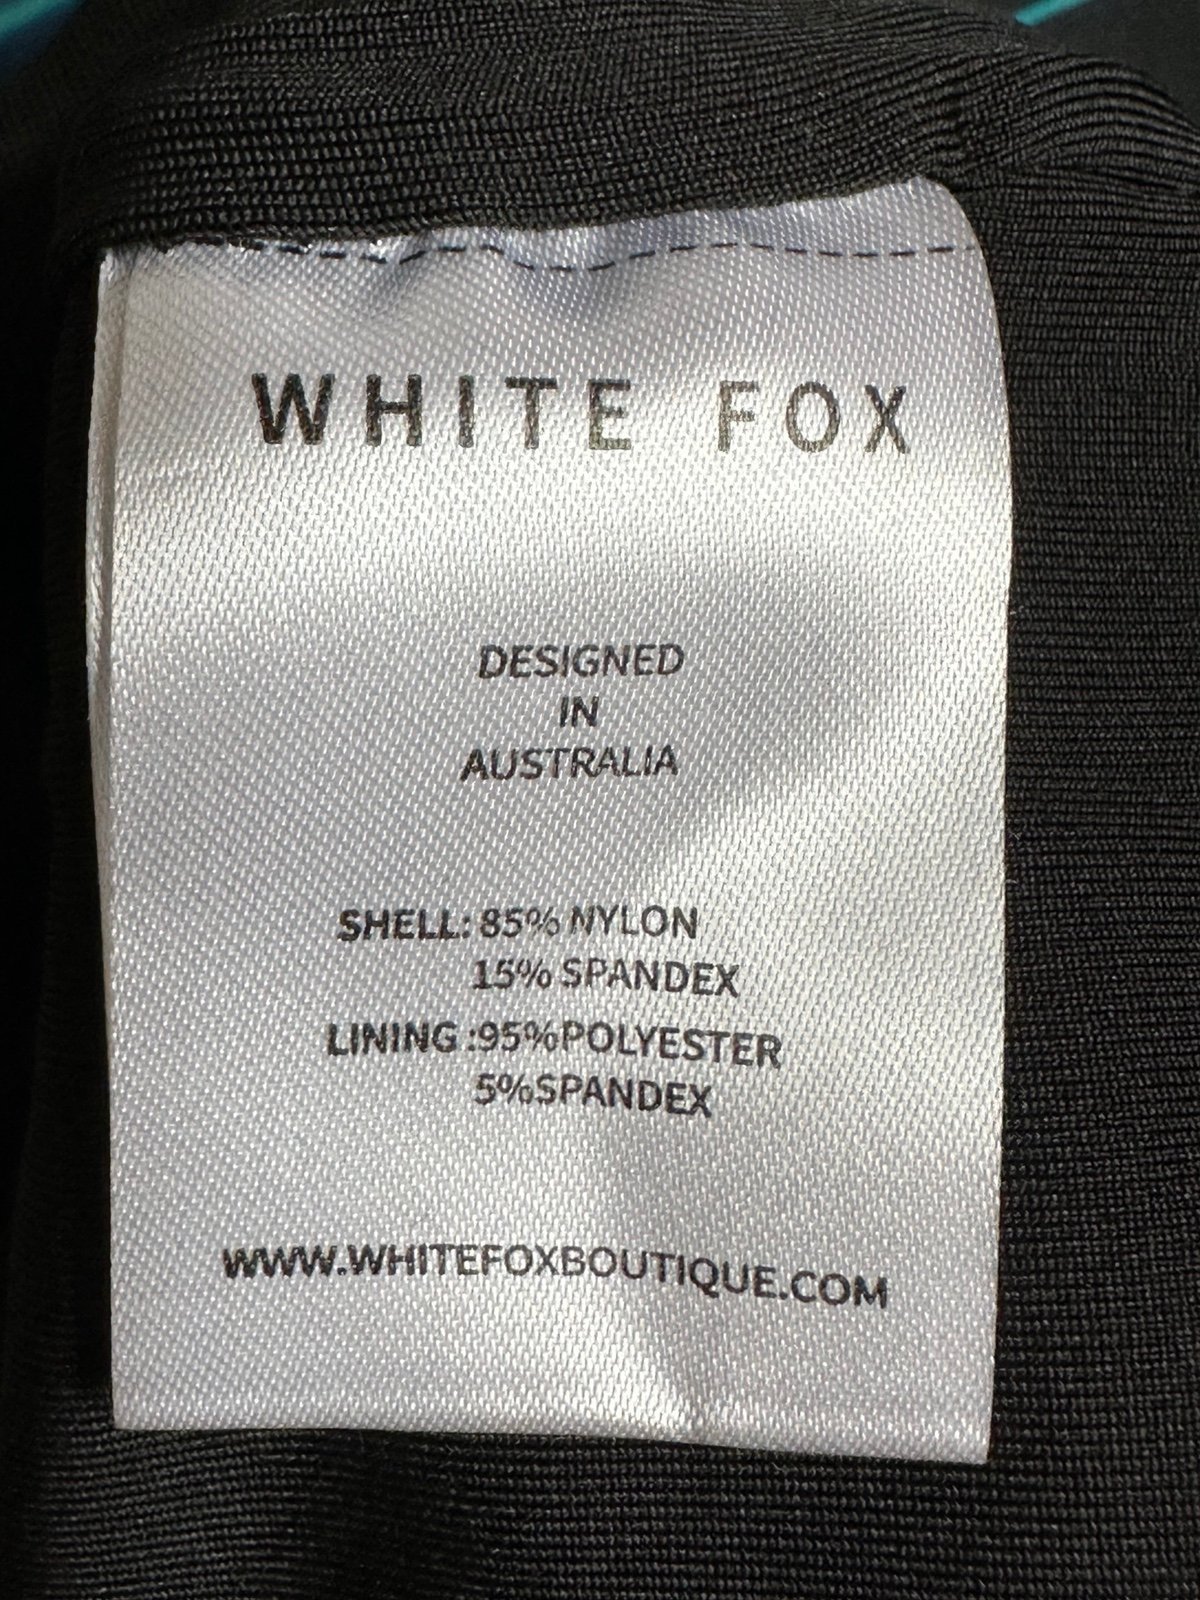 WHITE FOX
DESIGNED
IN
AUSTRALIA
SHELL: 85% NYLON
15% SPANDEX
LINING :95%POLYESTER
5%SPANDEX
WWW.WHITEFOXBOUTIQUE.COM